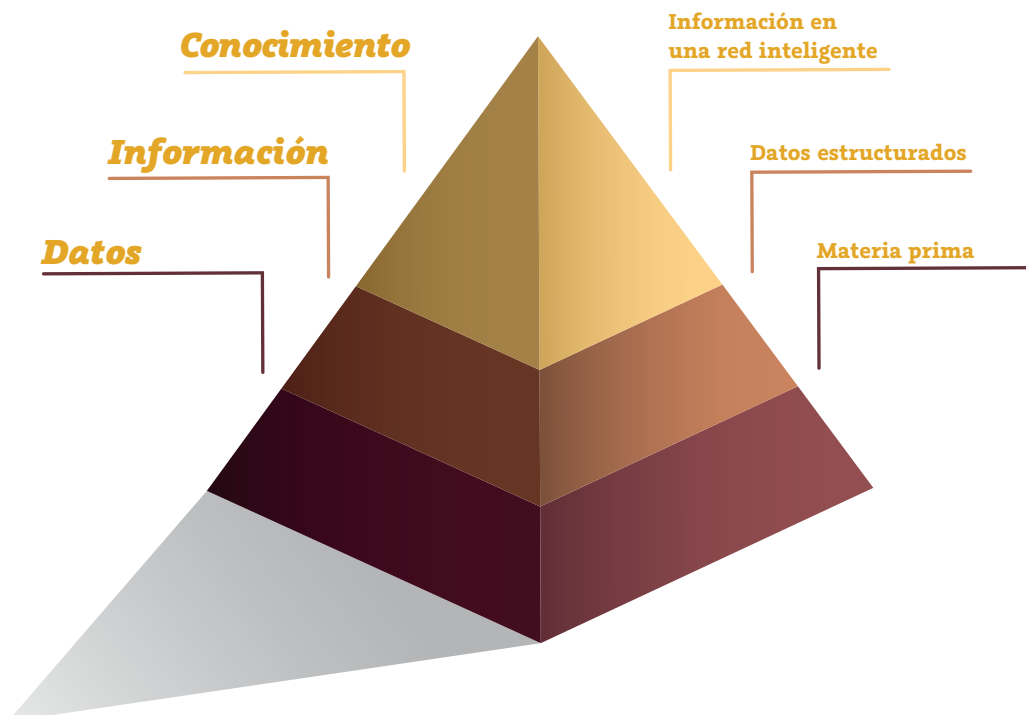 Conocimiento
Información en
una red inteligente
Información
Datos estructurados
Datos
Materia prima